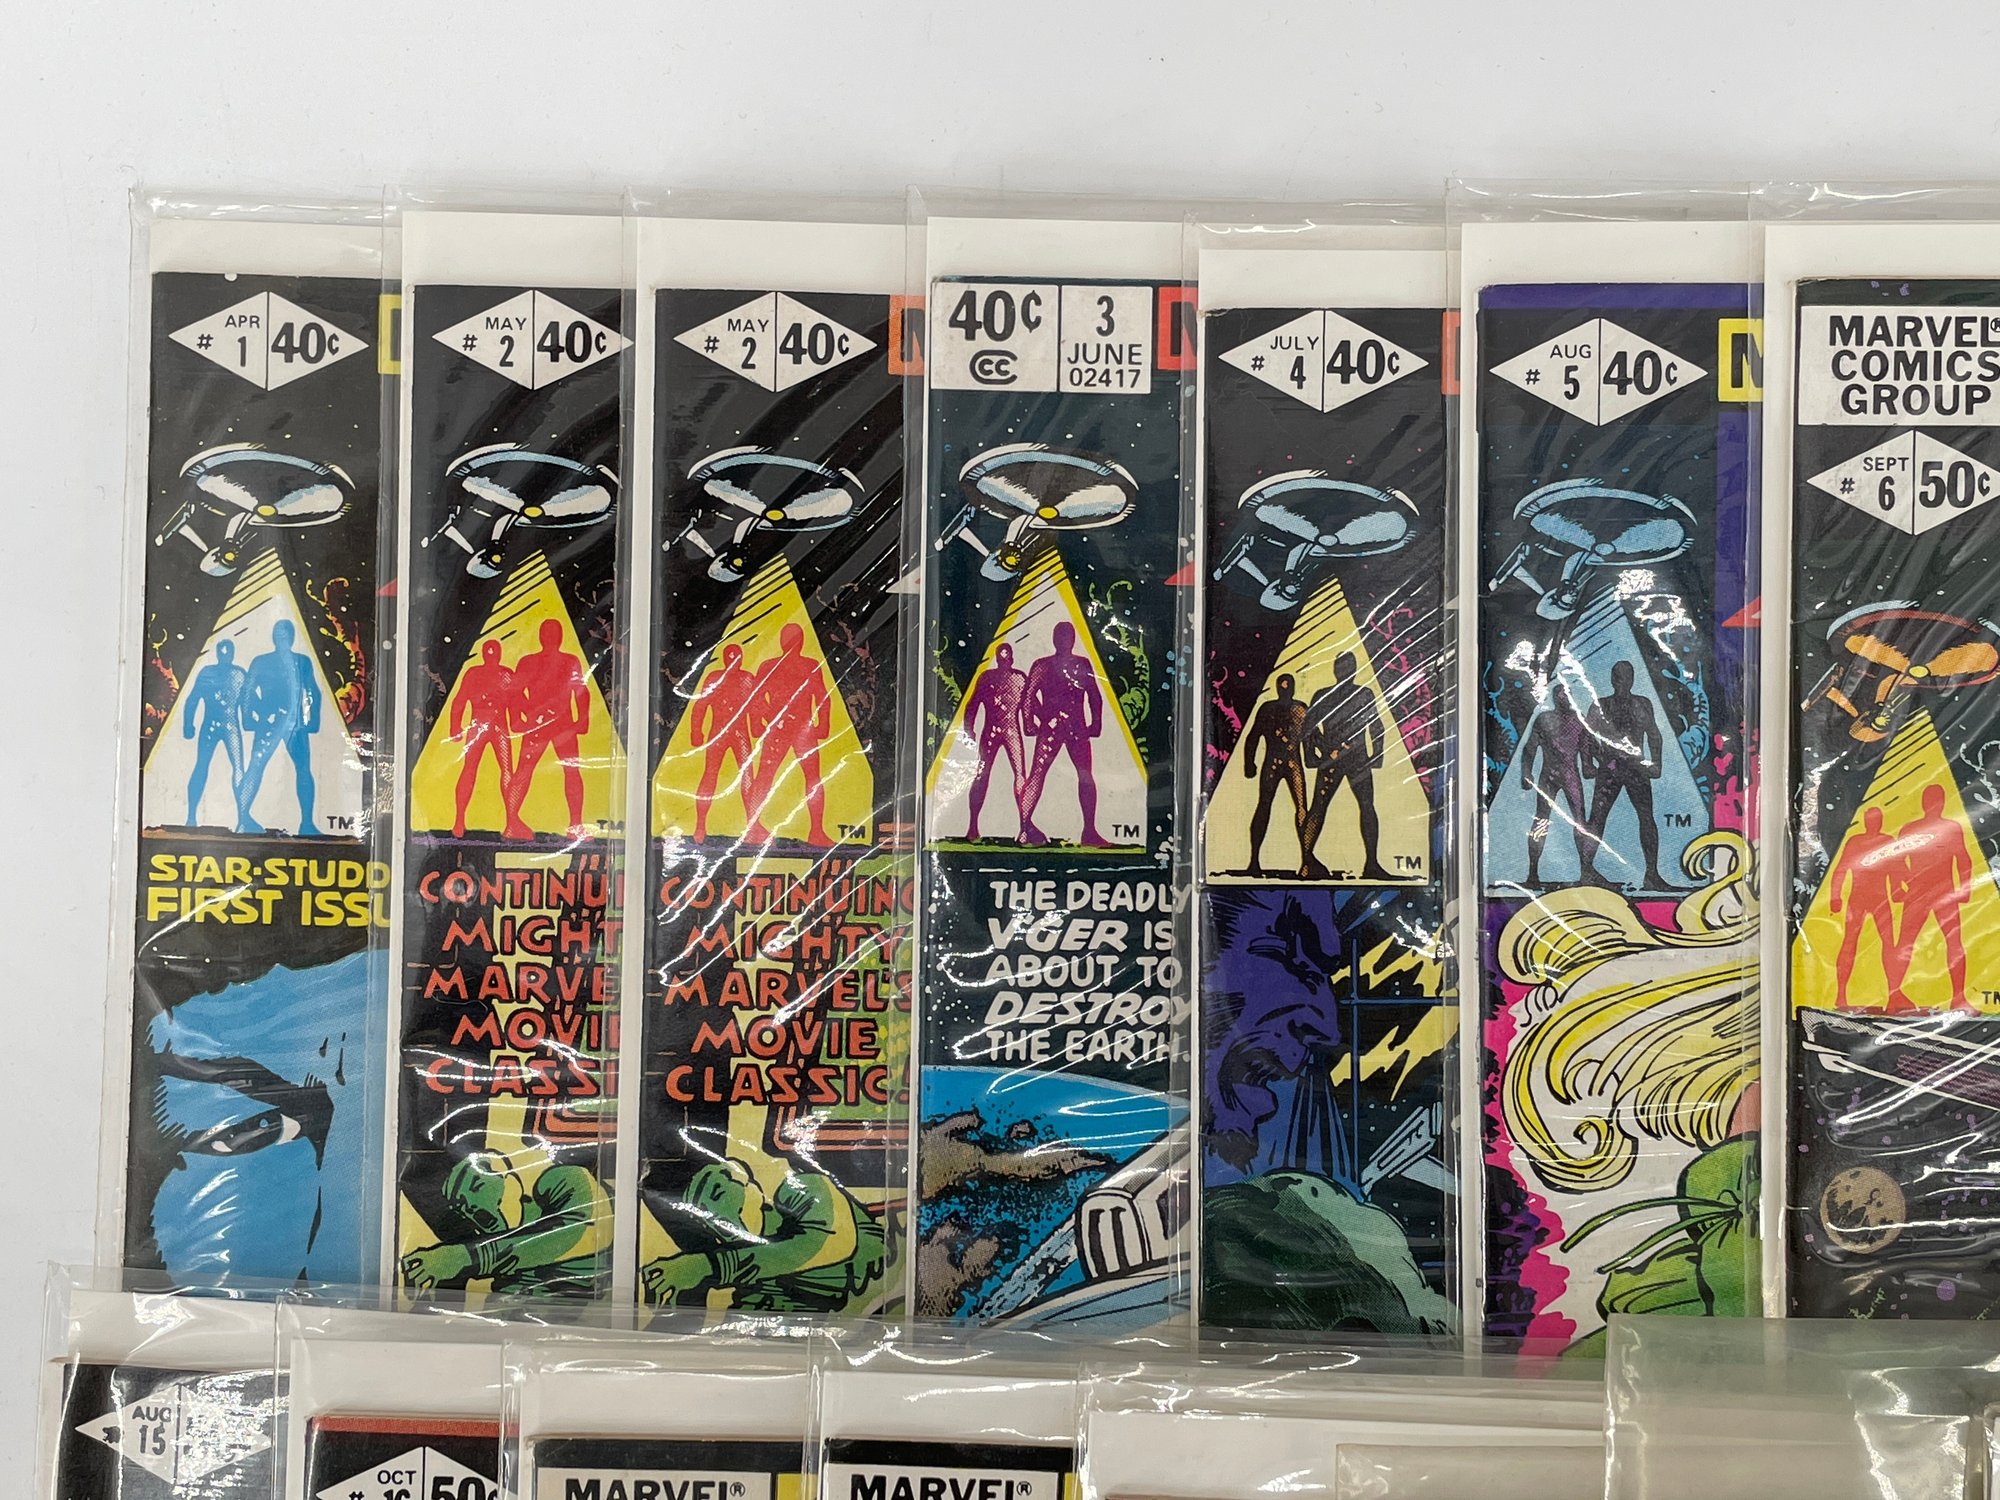 APR
# 1 40¢
TM
STAR-STUDD
FIRST ISSU
MAY
# 2 40¢
TM
CONTINUI
MIGHT
MARVE
MOVIE
CLASSI
MAY
# 2 40¢
TM
CONTINUING
MIGHTY
MARVEL'S
MOVIE
CLASSIC.
40¢ 3
CC JUNE
02417
TM
THE DEADLY
V'GER IS
ABOUT TO
DESTROY
THE EARTH.
JULY
# 4 40¢
TM
AUG
# 5 40¢
TM
MARVEL®
COMICS
GROUP
SEPT
# 6 50¢
TM
AUG
15
OCT
# 16 50¢
MARVEL®
MARVEL®